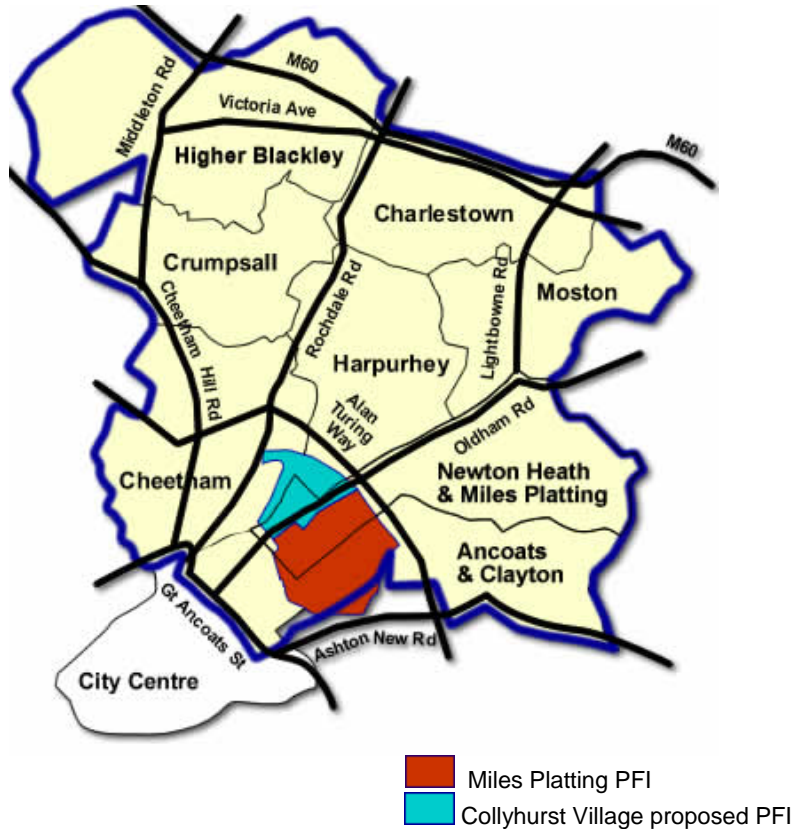 M60
Middleton Rd
Victoria Ave
M60
Higher Blackley
Charlestown
Crumpsall
Lightbowne Rd
Moston
Rochdale Rd
Cheetham Hill Rd
Harpurhey
Alan
Turing
Way
Oldham Rd
Cheetham
Newton Heath
& Miles Platting
Ancoats
& Clayton
Gt Ancoats St
Ashton New Rd
City Centre
Miles Platting PFI
Collyhurst Village proposed PFI